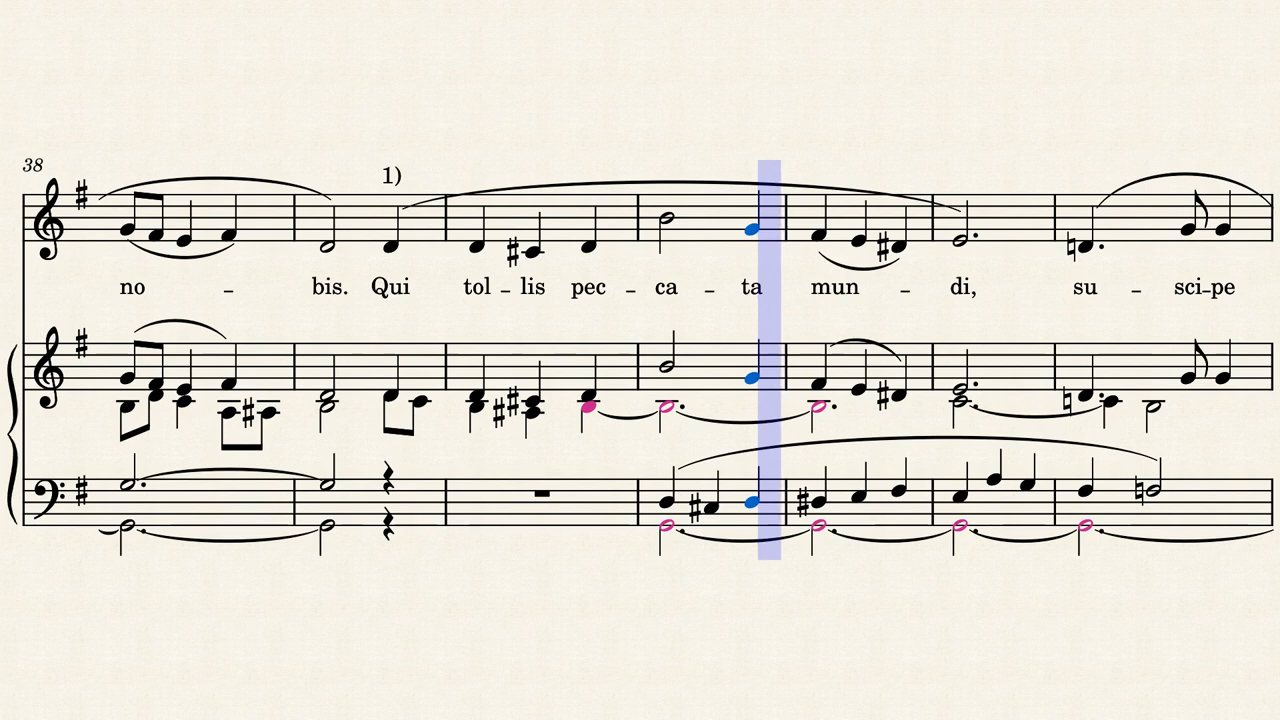 38
1)
no - bis. Qui tol - lis pec - ca - ta mun - di, su - sci - pe